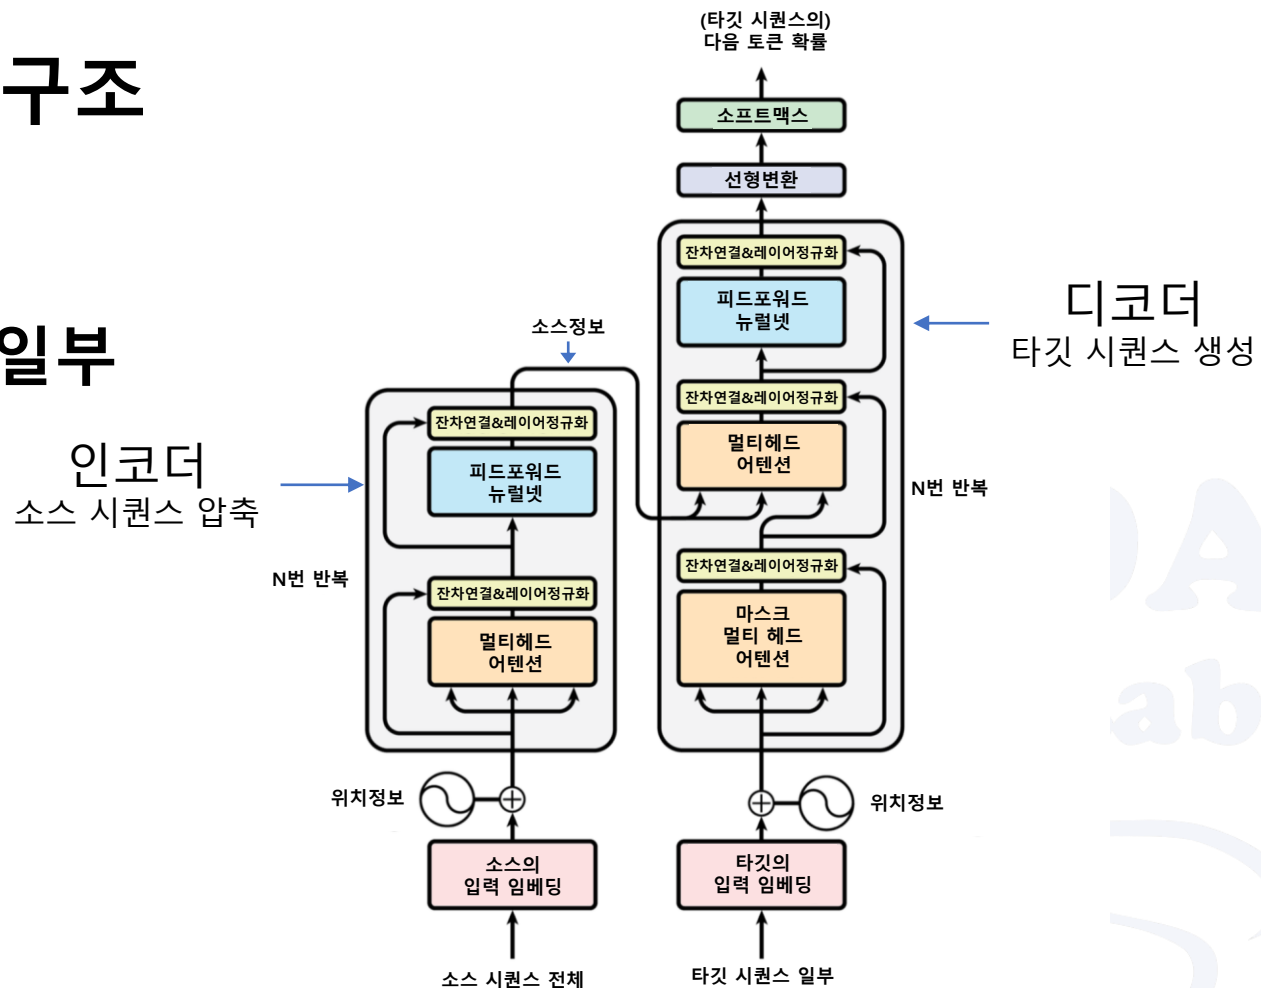 구조
일부
(타깃 시퀀스의)
다음 토큰 확률
소프트맥스
선형변환
잔차연결&레이어정규화
피드포워드
뉴럴넷
잔차연결&레이어정규화
멀티헤드
어텐션
N번 반복
잔차연결&레이어정규화
마스크
멀티 헤드
어텐션
디코더
타깃 시퀀스 생성
소스정보
잔차연결&레이어정규화
피드포워드
뉴럴넷
인코더
소스 시퀀스 압축
N번 반복
잔차연결&레이어정규화
멀티헤드
어텐션
위치정보
위치정보
소스의
입력 임베딩
타깃의
입력 임베딩
소스 시퀀스 전체
타깃 시퀀스 일부
ab